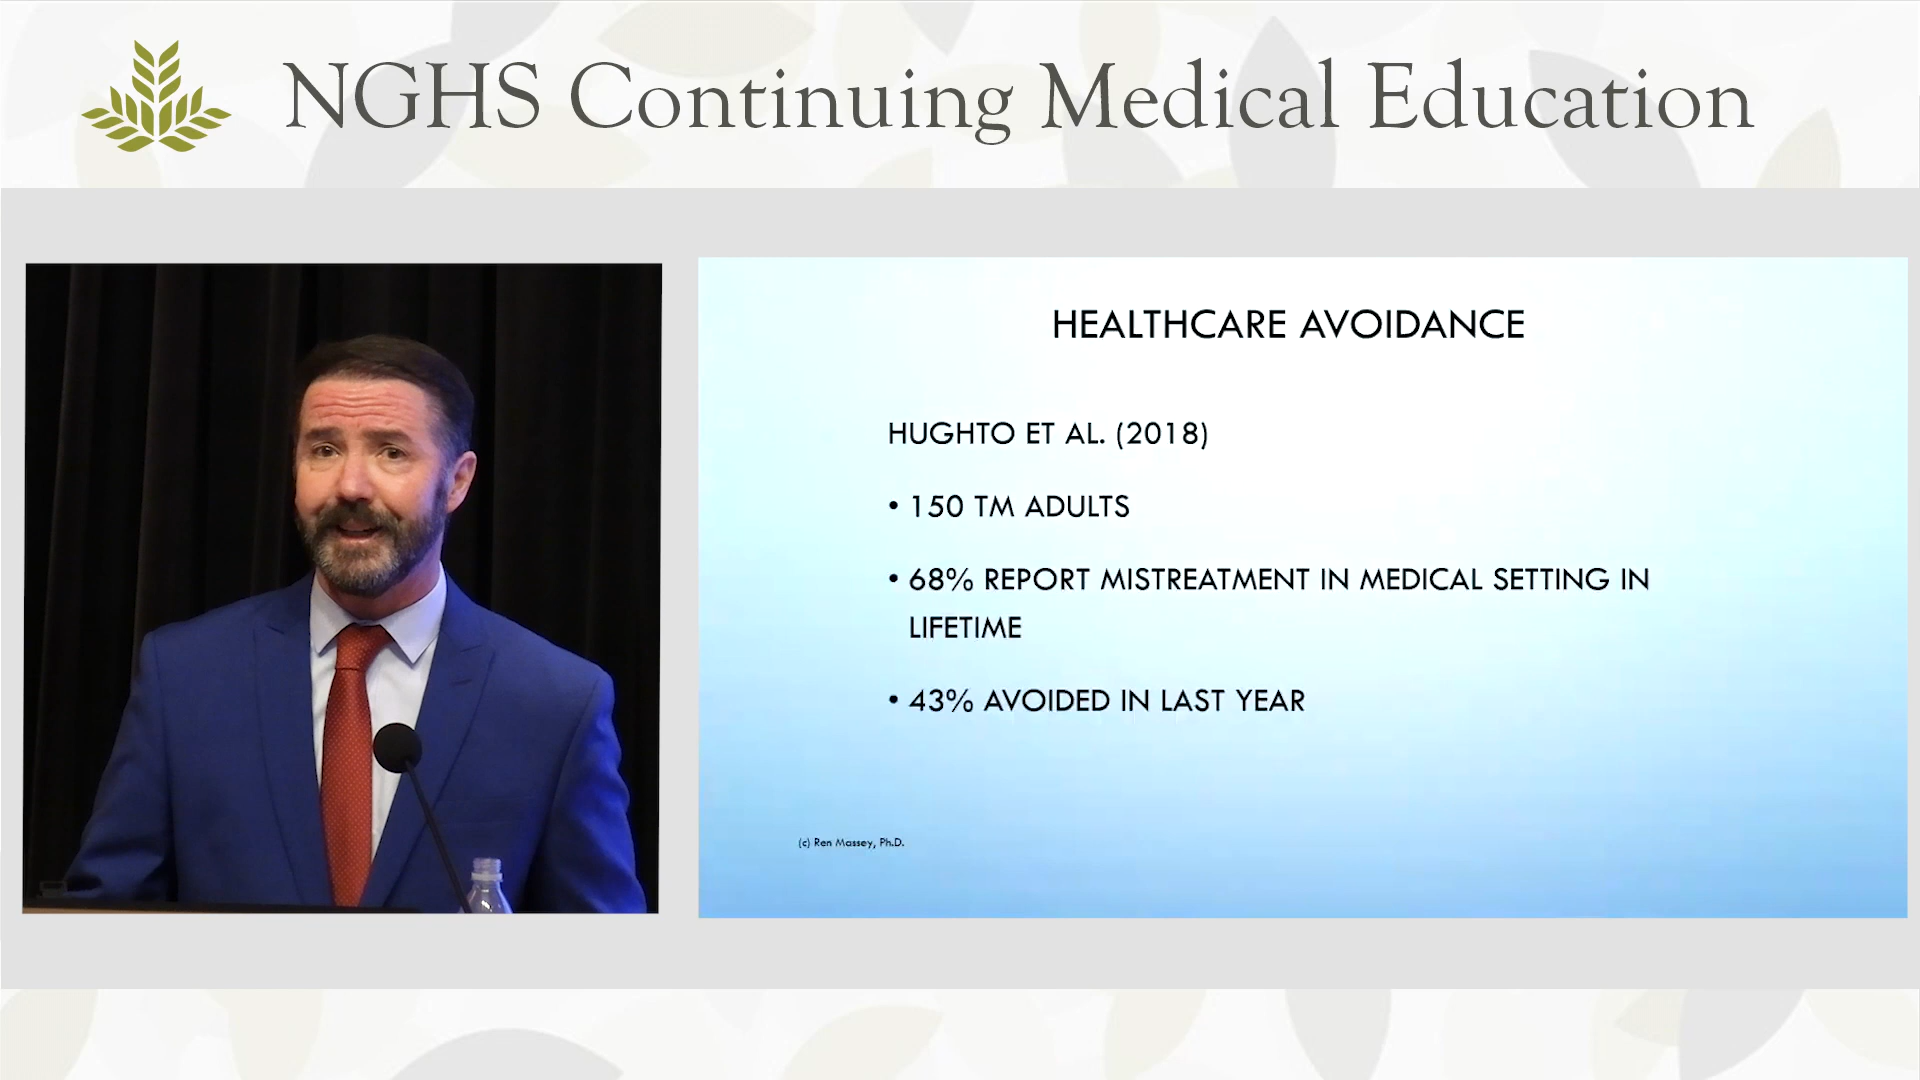 NGHS Continuing Medical Education
HEALTHCARE AVOIDANCE
HUGHTO ET AL. (2018)
• 150 TM ADULTS
• 68% REPORT MISTREATMENT IN MEDICAL SETTING IN
LIFETIME
• 43% AVOIDED IN LAST YEAR
(c) Ren Massey, Ph.D.